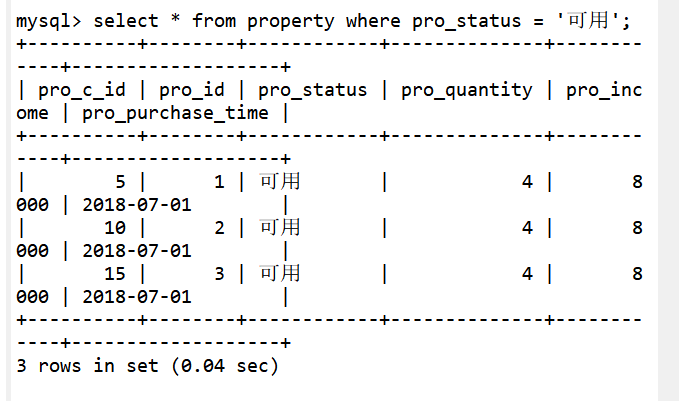 mysql> select * from property where pro_status = '可用';
+----------+--------+------------+--------------+--------
----+-------------------+
| pro_c_id | pro_id | pro_status | pro_quantity | pro_inc
ome | pro_purchase_time |
+----------+--------+------------+--------------+--------
----+-------------------+
|        5 |      1 | 可用       |            4 |       8
000 | 2018-07-01        |
|       10 |      2 | 可用       |            4 |       8
000 | 2018-07-01        |
|       15 |      3 | 可用       |            4 |       8
000 | 2018-07-01        |
+----------+--------+------------+--------------+--------
----+-------------------+
3 rows in set (0.04 sec)